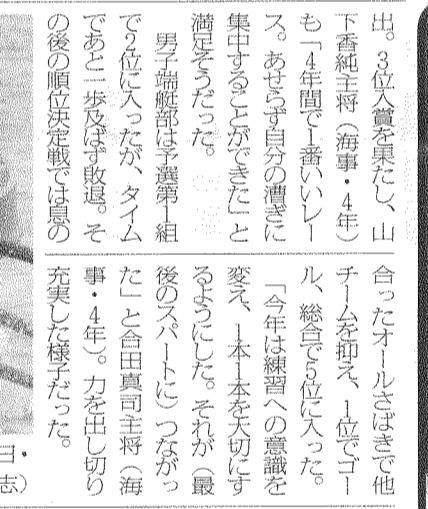 出。3位入賞を果たし、山
下香純主将（海事・4年）
も「4年間で1番いいレー
ス。あせらず自分の漕ぎに
集中することができた」と
満足そうだった。
男子端艇部は予選第1組
で2位に入ったが、タイム
であと一歩及ばず敗退。そ
の後の順位決定戦では息の
合ったオールさばきで他
チームを抑え、1位でゴー
ル、総合で5位に入った。
「今年は練習への意識を
変え、1本1本を大切にす
るようにした。それが（最
後のスパートに）つながっ
た」と合田真司主将（海
事・4年）。力を出し切り
充実した様子だった。
日・
志）